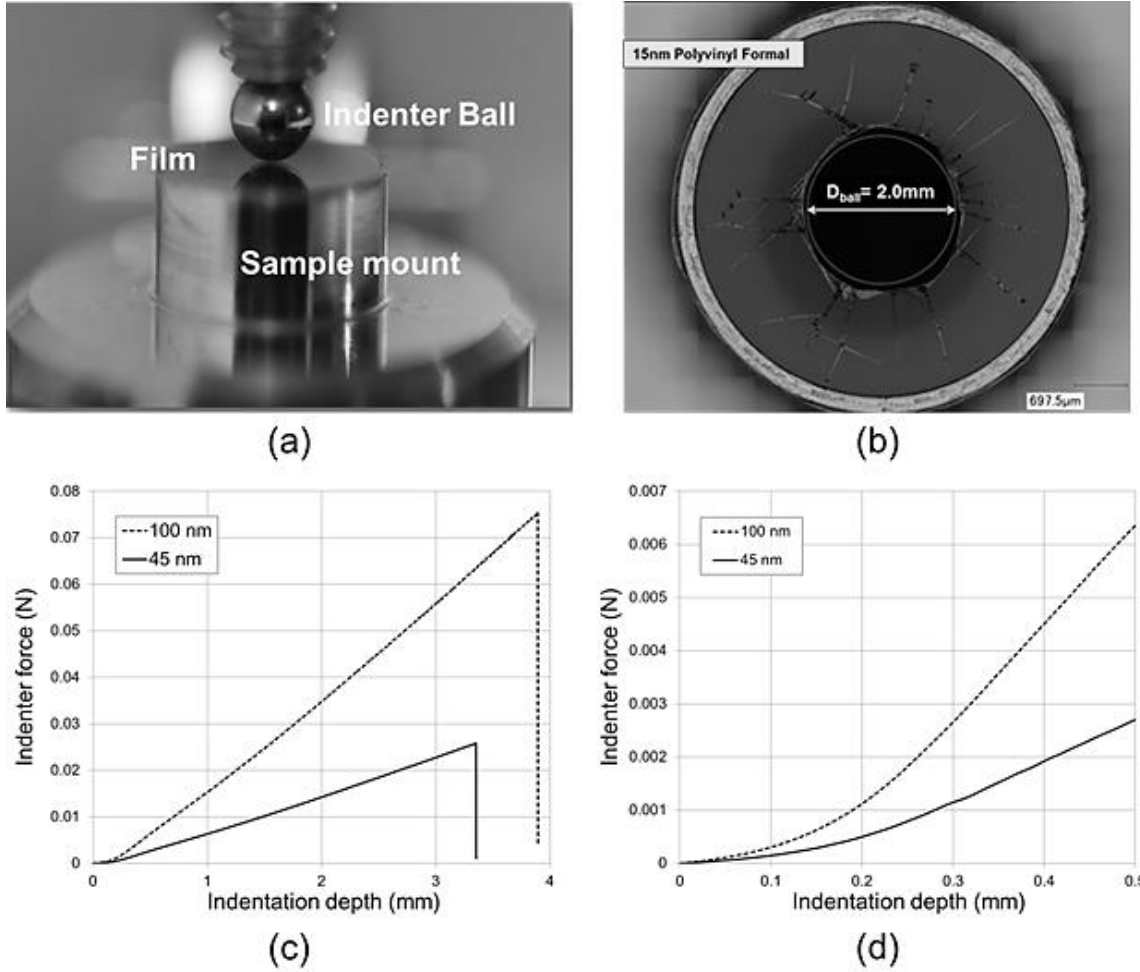 Indenter Ball
Film
Sample mount
(a)
15nm Polyvinyl Formal
D_ball= 2.0mm
697.5µm
(b)
0.08
0.07
0.06
0.05
0.04
0.03
0.02
0.01
0
Indenter force (N)
100 nm
45 nm
0 1 2 3 4
Indentation depth (mm)
(c)
0.007
0.006
0.005
0.004
0.003
0.002
0.001
0
Indenter force (N)
100 nm
45 nm
0 0.1 0.2 0.3 0.4 0.5
Indentation depth (mm)
(d)